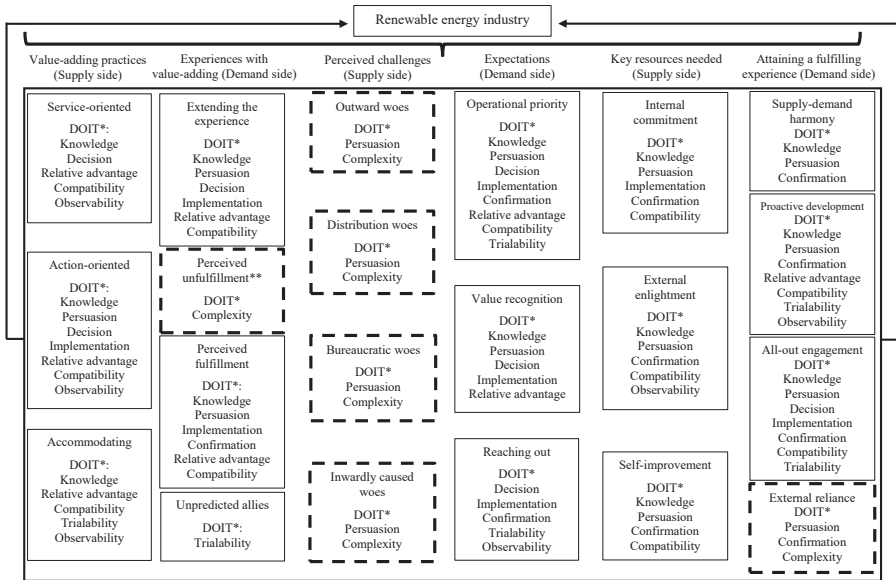 Renewable energy industry
Value-adding practices
(Supply side)
Experiences with
value-adding (Demand side)
Perceived challenges
(Supply side)
Expectations
(Demand side)
Key resources needed
(Supply side)
Attaining a fulfilling
experience (Demand side)
Service-oriented
DOIT*:
Knowledge
Decision
Relative advantage
Compatibility
Observability
Action-oriented
DOIT*:
Knowledge
Persuasion
Decision
Implementation
Relative advantage
Compatibility
Observability
Accommodating
DOIT*:
Knowledge
Relative advantage
Compatibility
Trialability
Observability
Extending the
experience
DOIT*
Knowledge
Persuasion
Decision
Implementation
Relative advantage
Compatibility
Perceived
unfulfillment**
DOIT*
Complexity
Perceived
fulfillment
DOIT*:
Knowledge
Persuasion
Implementation
Confirmation
Relative advantage
Compatibility
Unpredicted allies
DOIT*:
Trialability
Outward woes
DOIT*
Persuasion
Complexity
Distribution woes
DOIT*
Persuasion
Complexity
Bureaucratic woes
DOIT*
Persuasion
Complexity
Inwardly caused
woes
DOIT*
Persuasion
Complexity
Operational priority
DOIT*
Knowledge
Persuasion
Decision
Implementation
Confirmation
Relative advantage
Compatibility
Trialability
Value recognition
DOIT*
Knowledge
Persuasion
Decision
Implementation
Relative advantage
Reaching out
DOIT*
Decision
Implementation
Confirmation
Trialability
Observability
Internal
commitment
DOIT*
Knowledge
Persuasion
Implementation
Confirmation
Compatibility
External
enlightment
DOIT*
Knowledge
Persuasion
Confirmation
Compatibility
Observability
Self-improvement
DOIT*
Knowledge
Persuasion
Confirmation
Compatibility
Supply-demand
harmony
DOIT*
Knowledge
Persuasion
Confirmation
Proactive development
DOIT*
Knowledge
Persuasion
Confirmation
Relative advantage
Compatibility
Trialability
Observability
All-out engagement
DOIT*
Knowledge
Persuasion
Decision
Implementation
Confirmation
Compatibility
Trialability
External reliance
DOIT*
Persuasion
Confirmation
Complexity